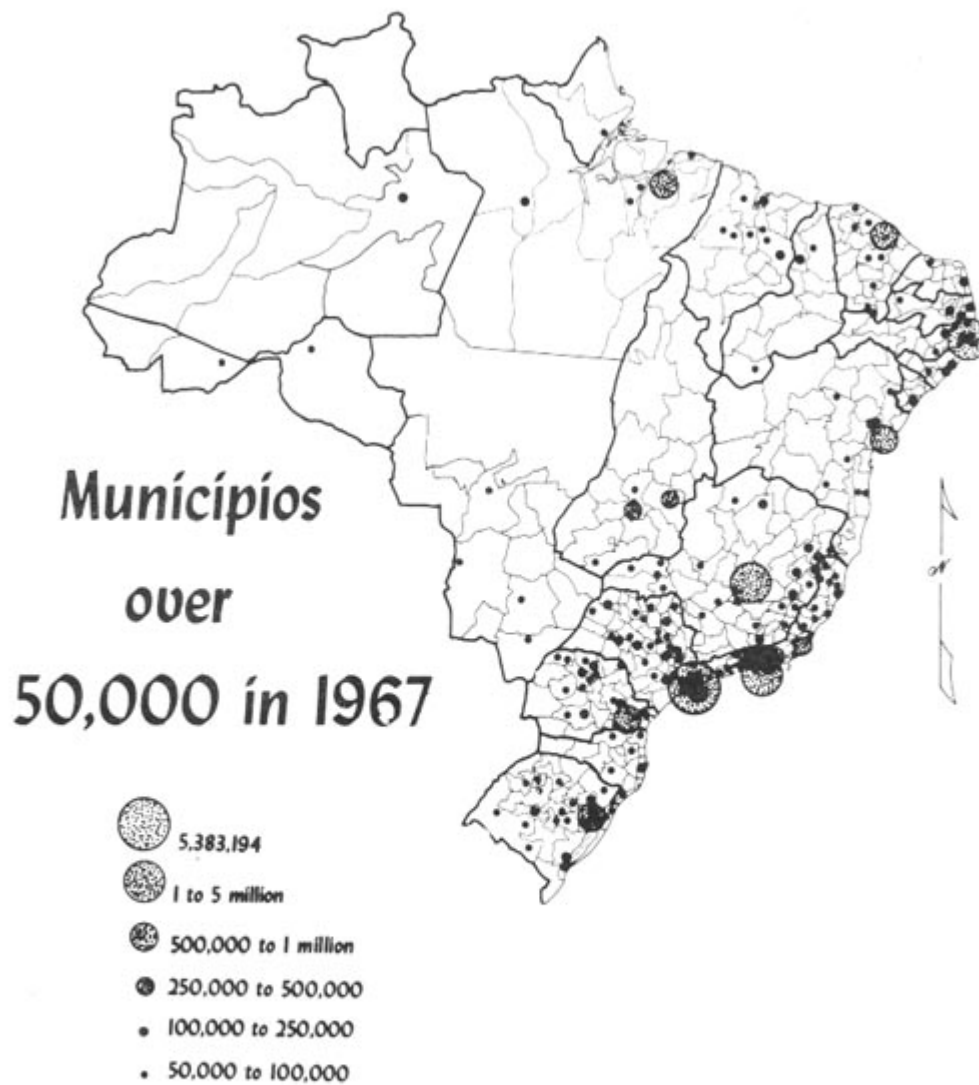 Municípios
over
50,000 in 1967
N
5,383,194
1 to 5 million
500,000 to 1 million
250,000 to 500,000
100,000 to 250,000
50,000 to 100,000